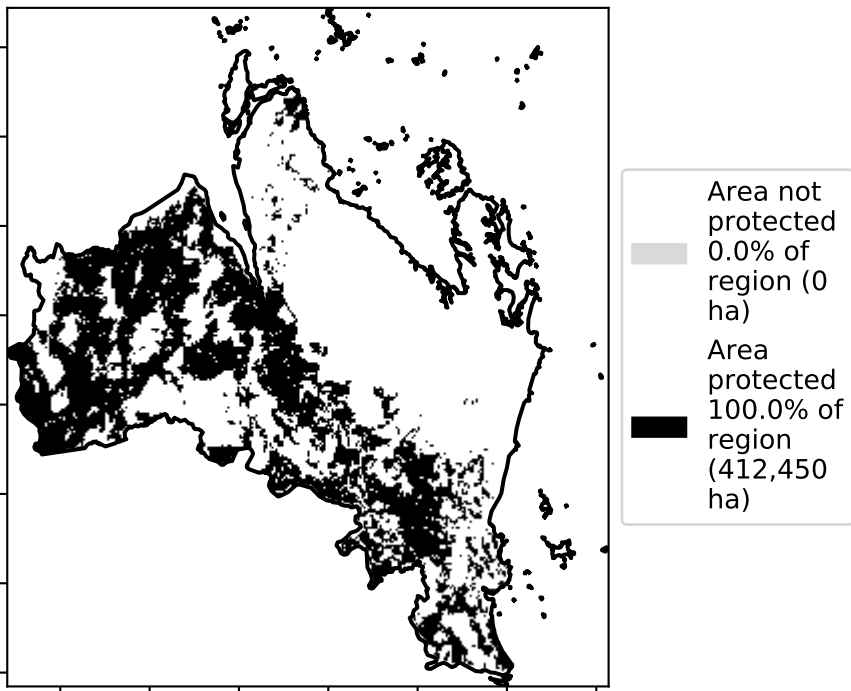 Area not
protected
0.0% of
region (0
ha)
Area
protected
100.0% of
region
(412,450
ha)